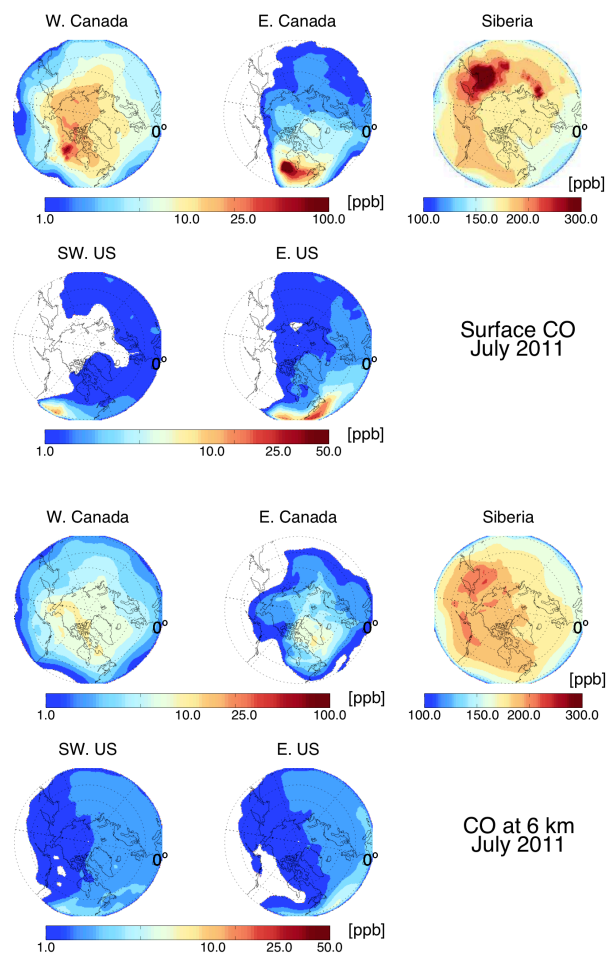 W. Canada E. Canada Siberia
0° 0° 0°
[ppb]
[ppb]
1.0 10.0 25.0 100.0 100.0 150.0 200.0 300.0
SW. US E. US
Surface CO
July 2011
0° 0°
[ppb]
1.0 10.0 25.0 50.0
W. Canada E. Canada Siberia
0° 0° 0°
[ppb]
[ppb]
1.0 10.0 25.0 100.0 100.0 150.0 200.0 300.0
SW. US E. US
CO at 6 km
July 2011
0° 0°
[ppb]
1.0 10.0 25.0 50.0